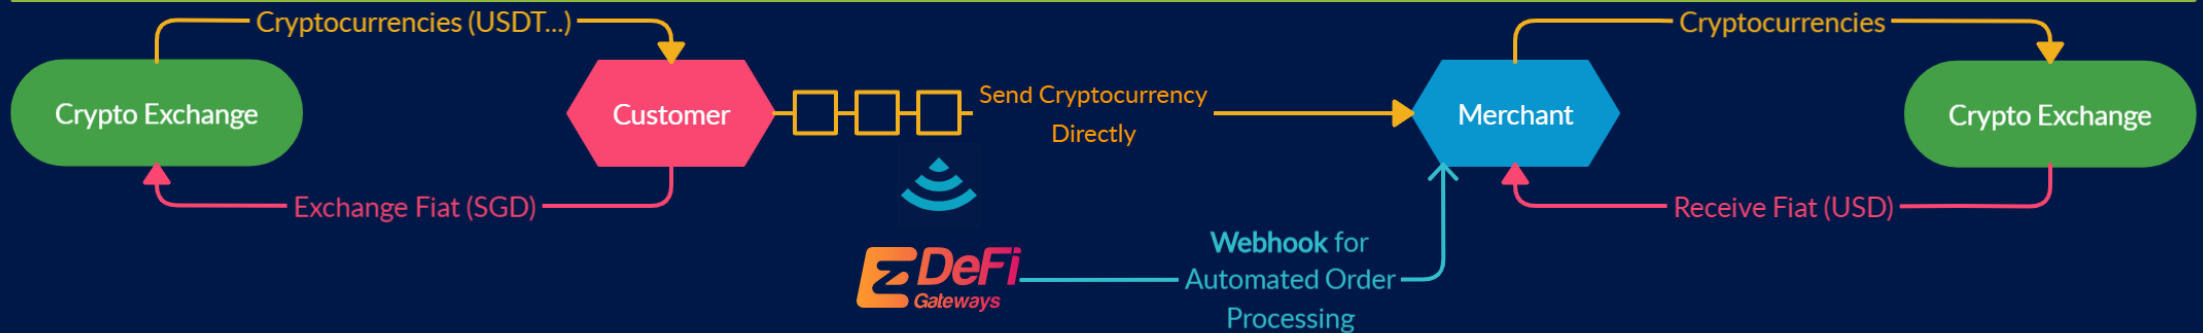 Cryptocurrencies (USDT...)
Cryptocurrencies
Crypto Exchange
Customer
Send Cryptocurrency
Directly
Merchant
Crypto Exchange
Exchange Fiat (SGD)
Receive Fiat (USD)
EZ DeFi
Gateways
Webhook for
Automated Order
Processing